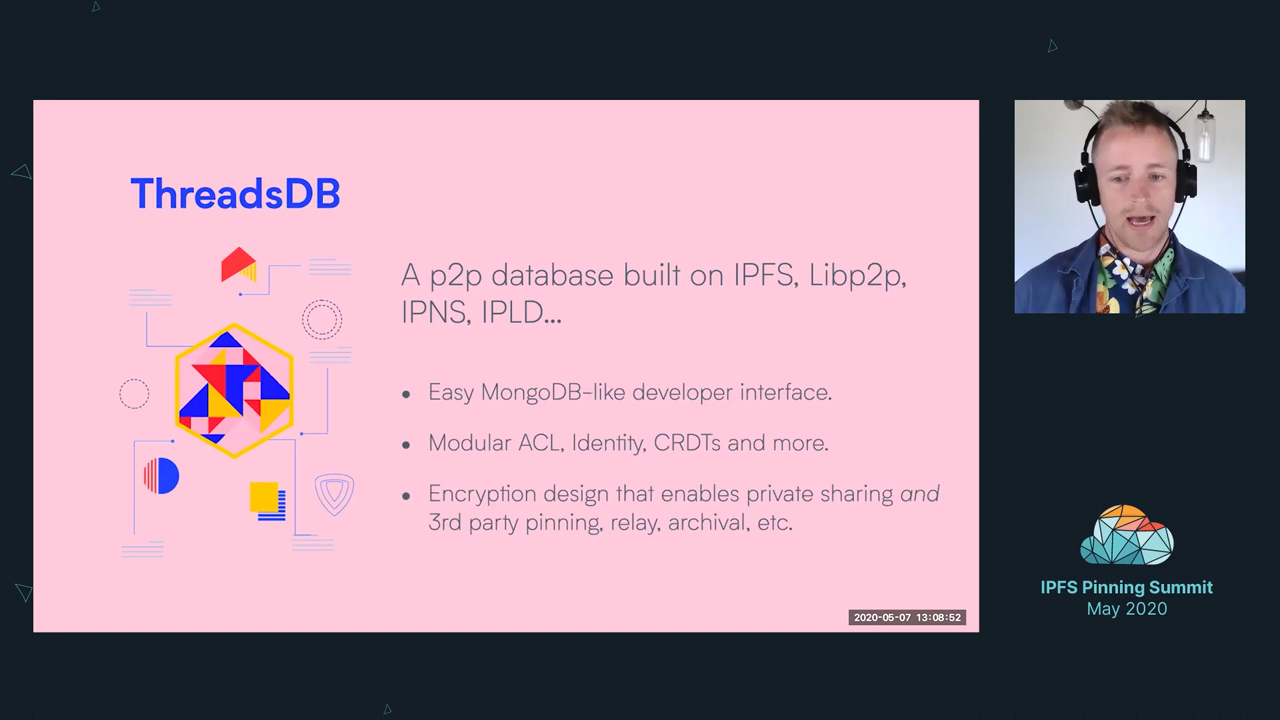 ThreadsDB
A p2p database built on IPFS, Libp2p,
IPNS, IPLD...
• Easy MongoDB-like developer interface.
• Modular ACL, Identity, CRDTs and more.
• Encryption design that enables private sharing and
3rd party pinning, relay, archival, etc.
2020-05-07 13:08:52
IPFS Pinning Summit
May 2020